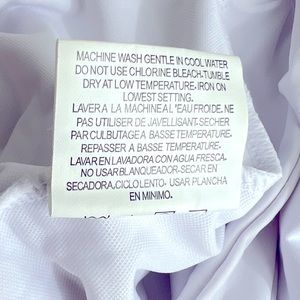 MACHINE WASH GENTLE IN COOL WATER
DO NOT USE CHLORINE BLEACH-TUMBLE
DRY AT LOW TEMPERATURE-IRON ON
LOWEST SETTING.
LAVER A LA MACHINE AL 'EAU FROIDE. NE
PAS UTILISER DE JAVELLISANT-SECHER
PAR CULBUTAGE A BASSE TEMPERATURE.
REPASSER A BASSE TEMPERATURE.
LAVAR EN LAVADORA CON AGUA FRESCA.
NO USAR BLANQUEADOR-SECAR EN
SECADORA,CICLO LENTO. USAR PLANCHA
EN MINIMO.